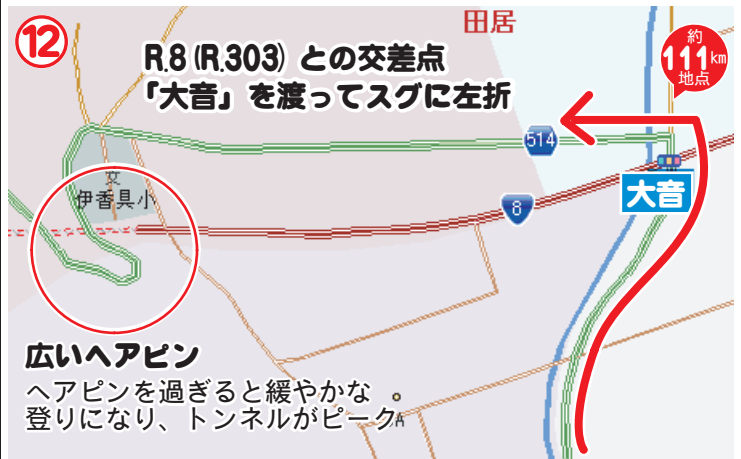 ⑫
田居
約
111km
地点
R.8 (R.303) との交差点
「大音」を渡ってスグに左折
514
大音
文
伊香具小
8
広いヘアピン
ヘアピンを過ぎると緩やかな
登りになり、トンネルがピーク